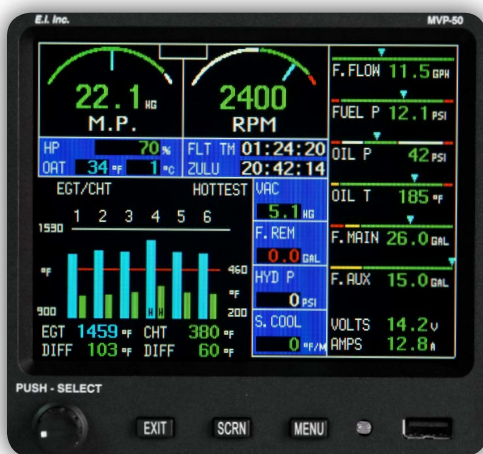 E.I. Inc. MVP-50
22.1 HG
M.P.
2400
RPM
HP 70 %
OAT 34 °F 1 °C
FLT TM 01:24:20
ZULU 20:42:14
F.FLOW 11.5 GPH
FUEL P 12.1 PSI
OIL P 42 PSI
OIL T 185 °F
F.MAIN 26.0 GAL
F.AUX 15.0 GAL
VOLTS 14.2 V
AMPS 12.8 A
EGT/CHT HOTTEST
1 2 3 4 5 6
1590
°F 460
°F
900 200
H H
EGT 1459 °F CHT 380 °F
DIFF 103 °F DIFF 60 °F
VAC
5.1 HG
F.REM
0.0 GAL
HYD P
0 PSI
S.COOL
0 °F/M
PUSH - SELECT
EXIT SCRN MENU